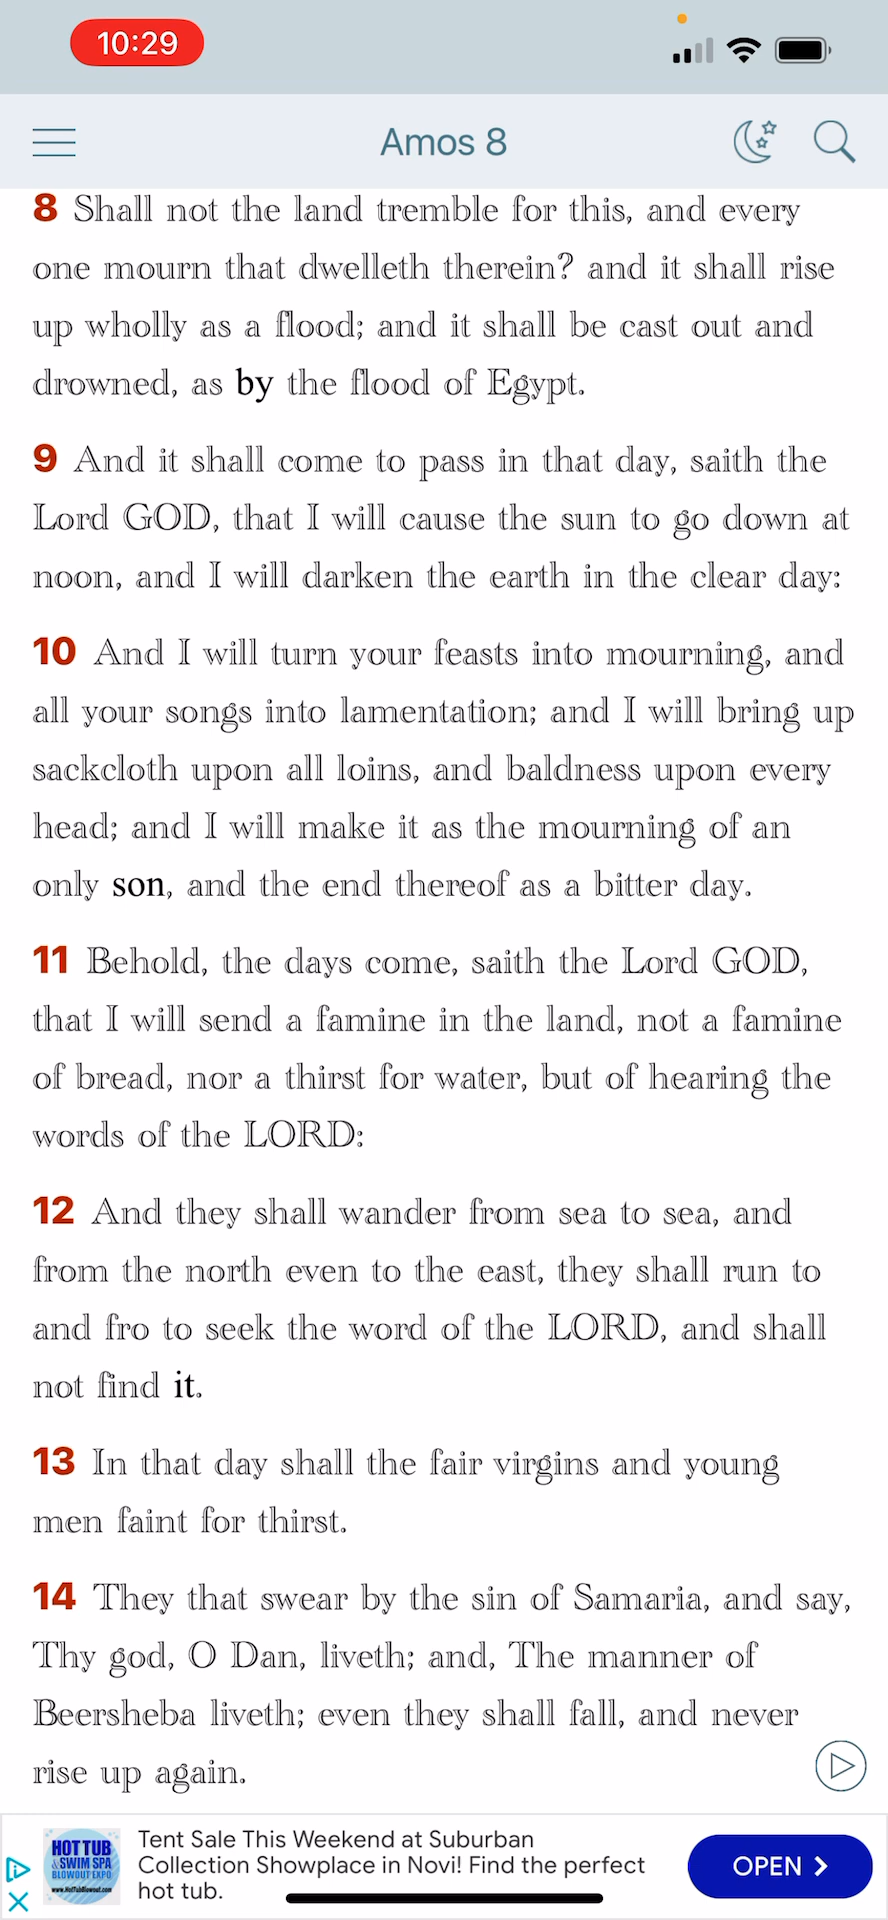 10:29
Amos 8
8 Shall not the land tremble for this, and every
one mourn that dwelleth therein? and it shall rise
up wholly as a flood; and it shall be cast out and
drowned, as by the flood of Egypt.
9 And it shall come to pass in that day, saith the
Lord GOD, that I will cause the sun to go down at
noon, and I will darken the earth in the clear day:
10 And I will turn your feasts into mourning, and
all your songs into lamentation; and I will bring up
sackcloth upon all loins, and baldness upon every
head; and I will make it as the mourning of an
only son, and the end thereof as a bitter day.
11 Behold, the days come, saith the Lord GOD,
that I will send a famine in the land, not a famine
of bread, nor a thirst for water, but of hearing the
words of the LORD:
12 And they shall wander from sea to sea, and
from the north even to the east, they shall run to
and fro to seek the word of the LORD, and shall
not find it.
13 In that day shall the fair virgins and young
men faint for thirst.
14 They that swear by the sin of Samaria, and say,
Thy god, O Dan, liveth; and, The manner of
Beersheba liveth; even they shall fall, and never
rise up again.
HOT TUB
& SWIM SPA
BLOWOUT EXPO
www.HotTubBlowout.com
Tent Sale This Weekend at Suburban
Collection Showplace in Novi! Find the perfect
hot tub.
OPEN